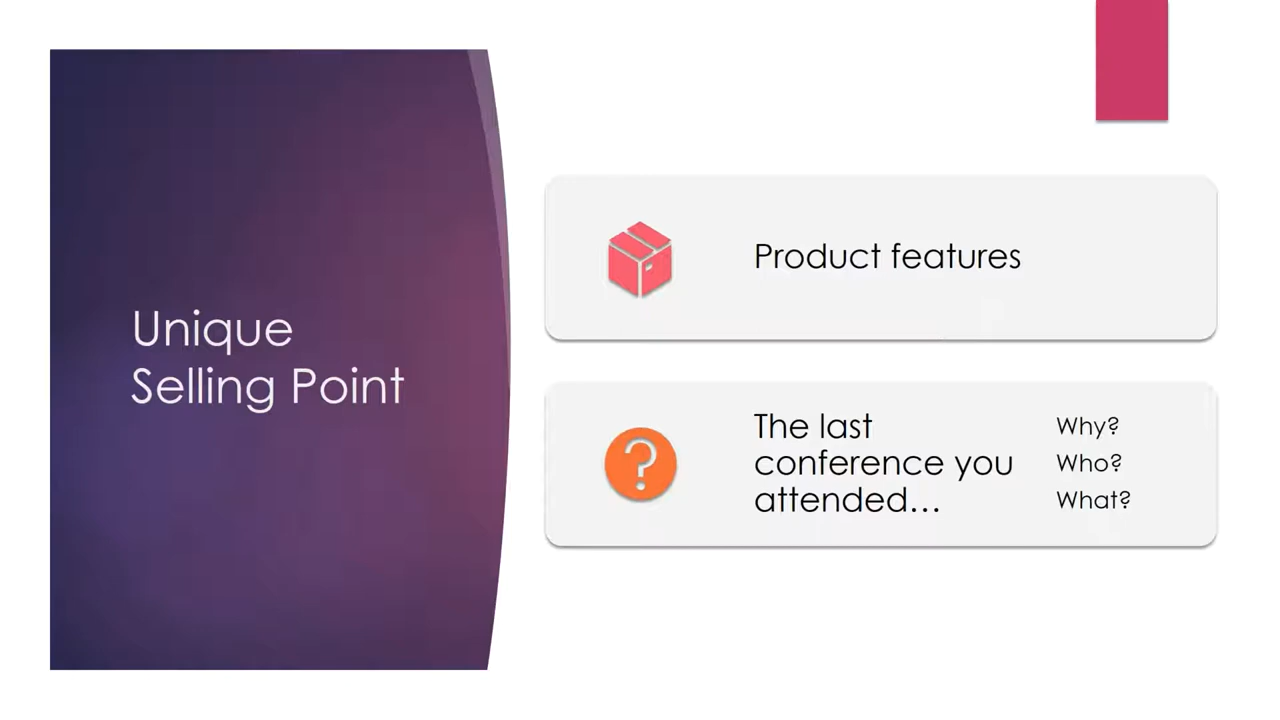 Unique
Selling Point
Product features
The last
conference you
attended...
Why?
Who?
What?